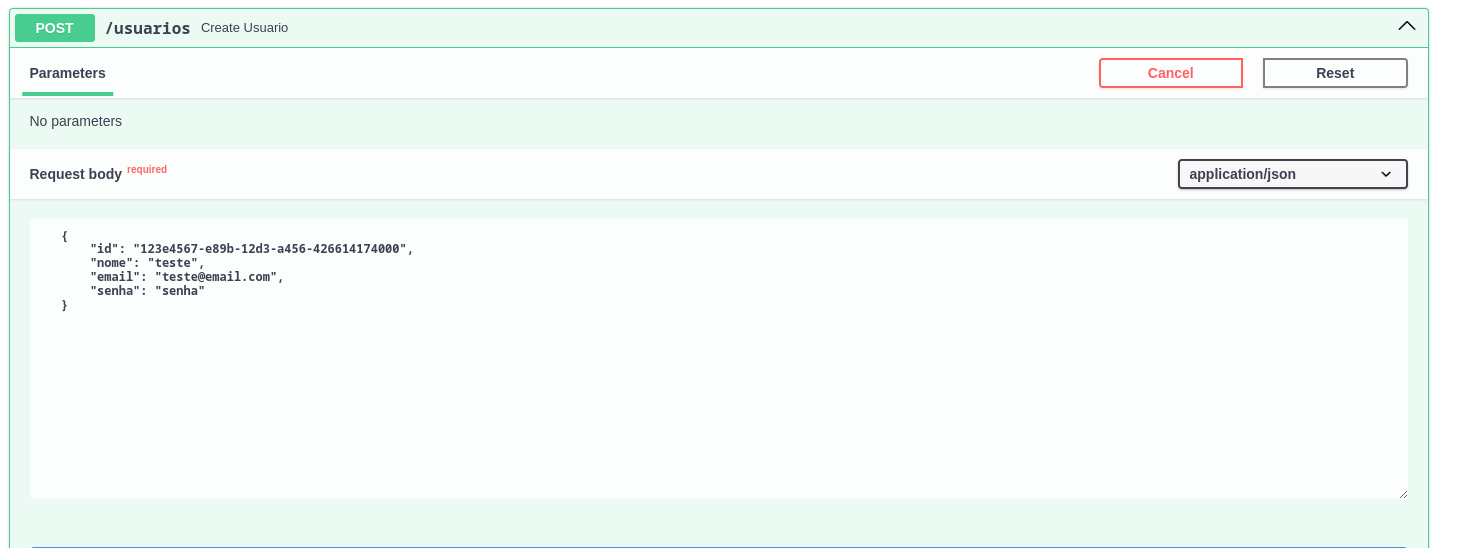 POST /usuarios Create Usuario
Parameters Cancel Reset
No parameters
Request body required application/json
{
    "id": "123e4567-e89b-12d3-a456-426614174000",
    "nome": "teste",
    "email": "teste@email.com",
    "senha": "senha"
}